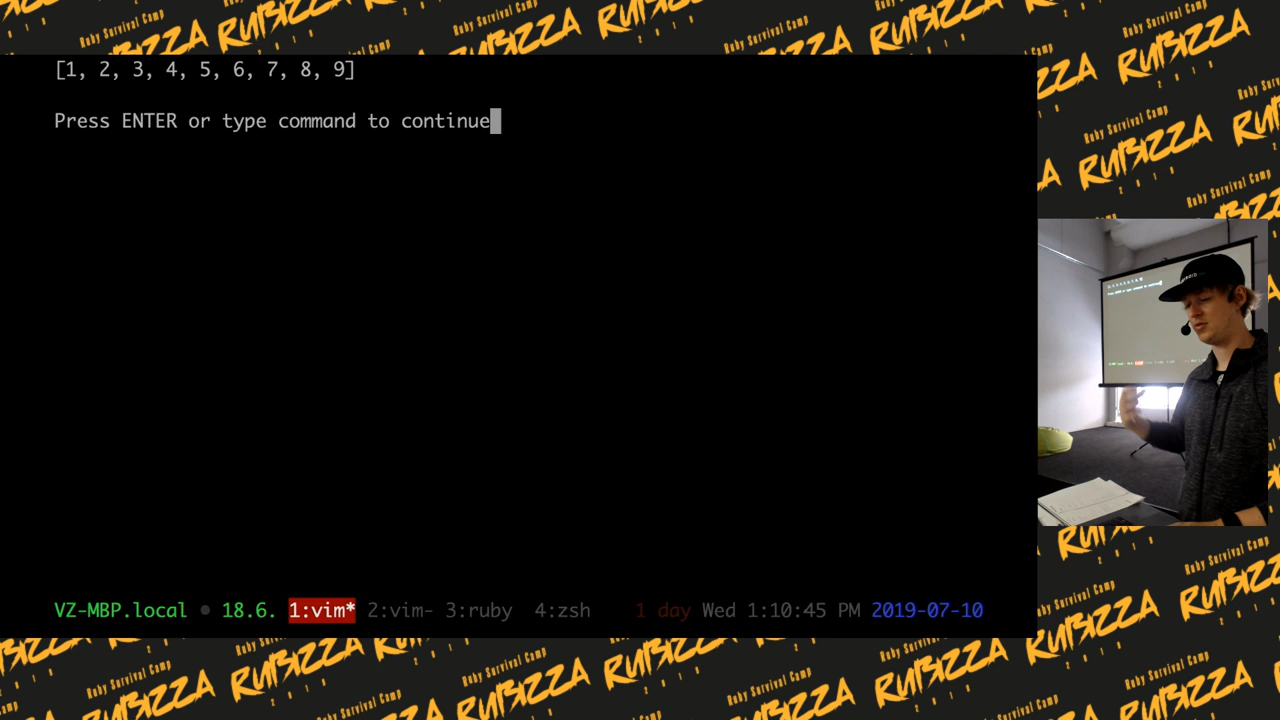 [1, 2, 3, 4, 5, 6, 7, 8, 9]
Press ENTER or type command to continue
VZ-MBP.local • 18.6. 1:vim* 2:vim- 3:ruby 4:zsh 1 day Wed 1:10:45 PM 2019-07-10
Ruby Survival Camp
RUBIZZA
2019